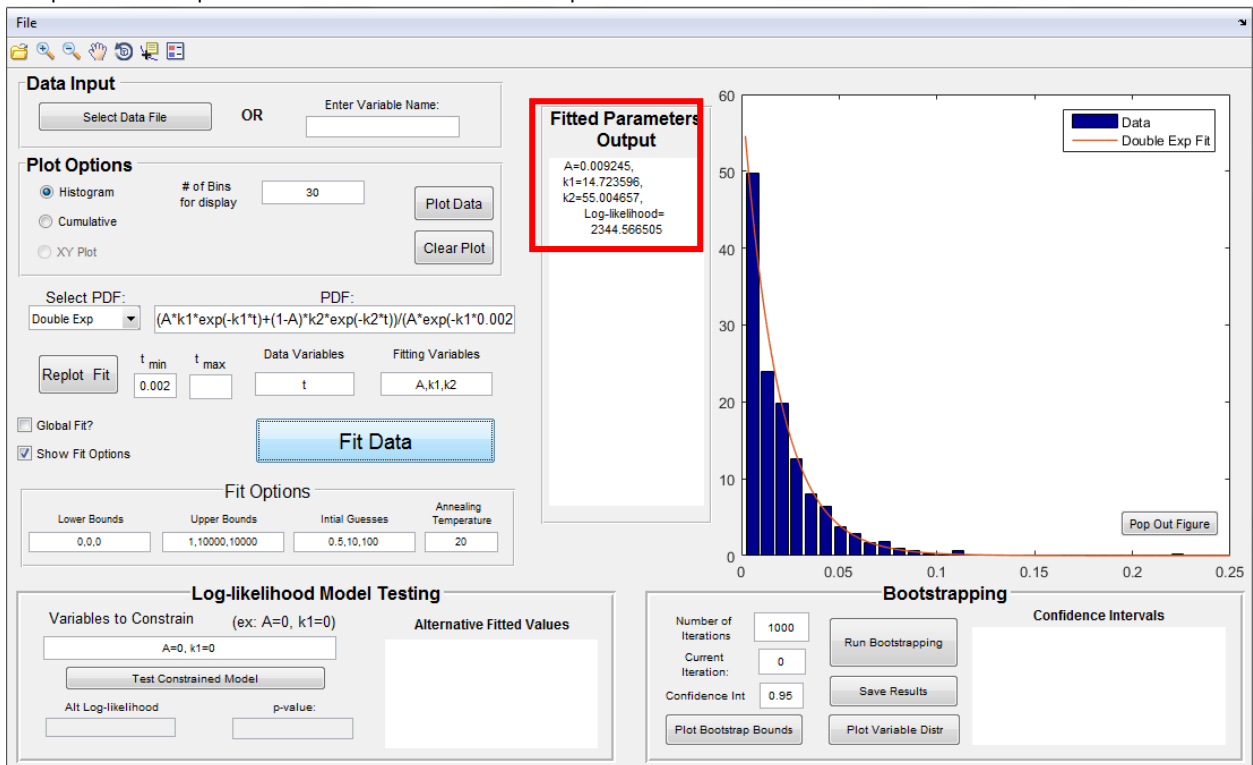 File
Data Input
Select Data File
OR
Enter Variable Name:
Plot Options
Histogram
Cumulative
XY Plot
# of Bins
for display
30
Plot Data
Clear Plot
Select PDF:
Double Exp
PDF:
(A*k1*exp(-k1*t)+(1-A)*k2*exp(-k2*t))/(A*exp(-k1*0.002
Replot Fit
t min
0.002
t max
Data Variables
t
Fitting Variables
A,k1,k2
Global Fit?
Show Fit Options
Fit Data
Fit Options
Lower Bounds
0,0,0
Upper Bounds
1,10000,10000
Intial Guesses
0.5,10,100
Annealing
Temperature
20
Fitted Parameters
Output
A=0.009245,
k1=14.723596,
k2=55.004657,
Log-likelihood=
2344.566505
60
50
40
30
20
10
0
0
0.05
0.1
0.15
0.2
0.25
Data
Double Exp Fit
Pop Out Figure
Log-likelihood Model Testing
Variables to Constrain
(ex: A=0, k1=0)
A=0, k1=0
Test Constrained Model
Alt Log-likelihood
p-value:
Alternative Fitted Values
Bootstrapping
Number of
Iterations
1000
Current
Iteration:
0
Confidence Int
0.95
Plot Bootstrap Bounds
Run Bootstrapping
Save Results
Plot Variable Distr
Confidence Intervals